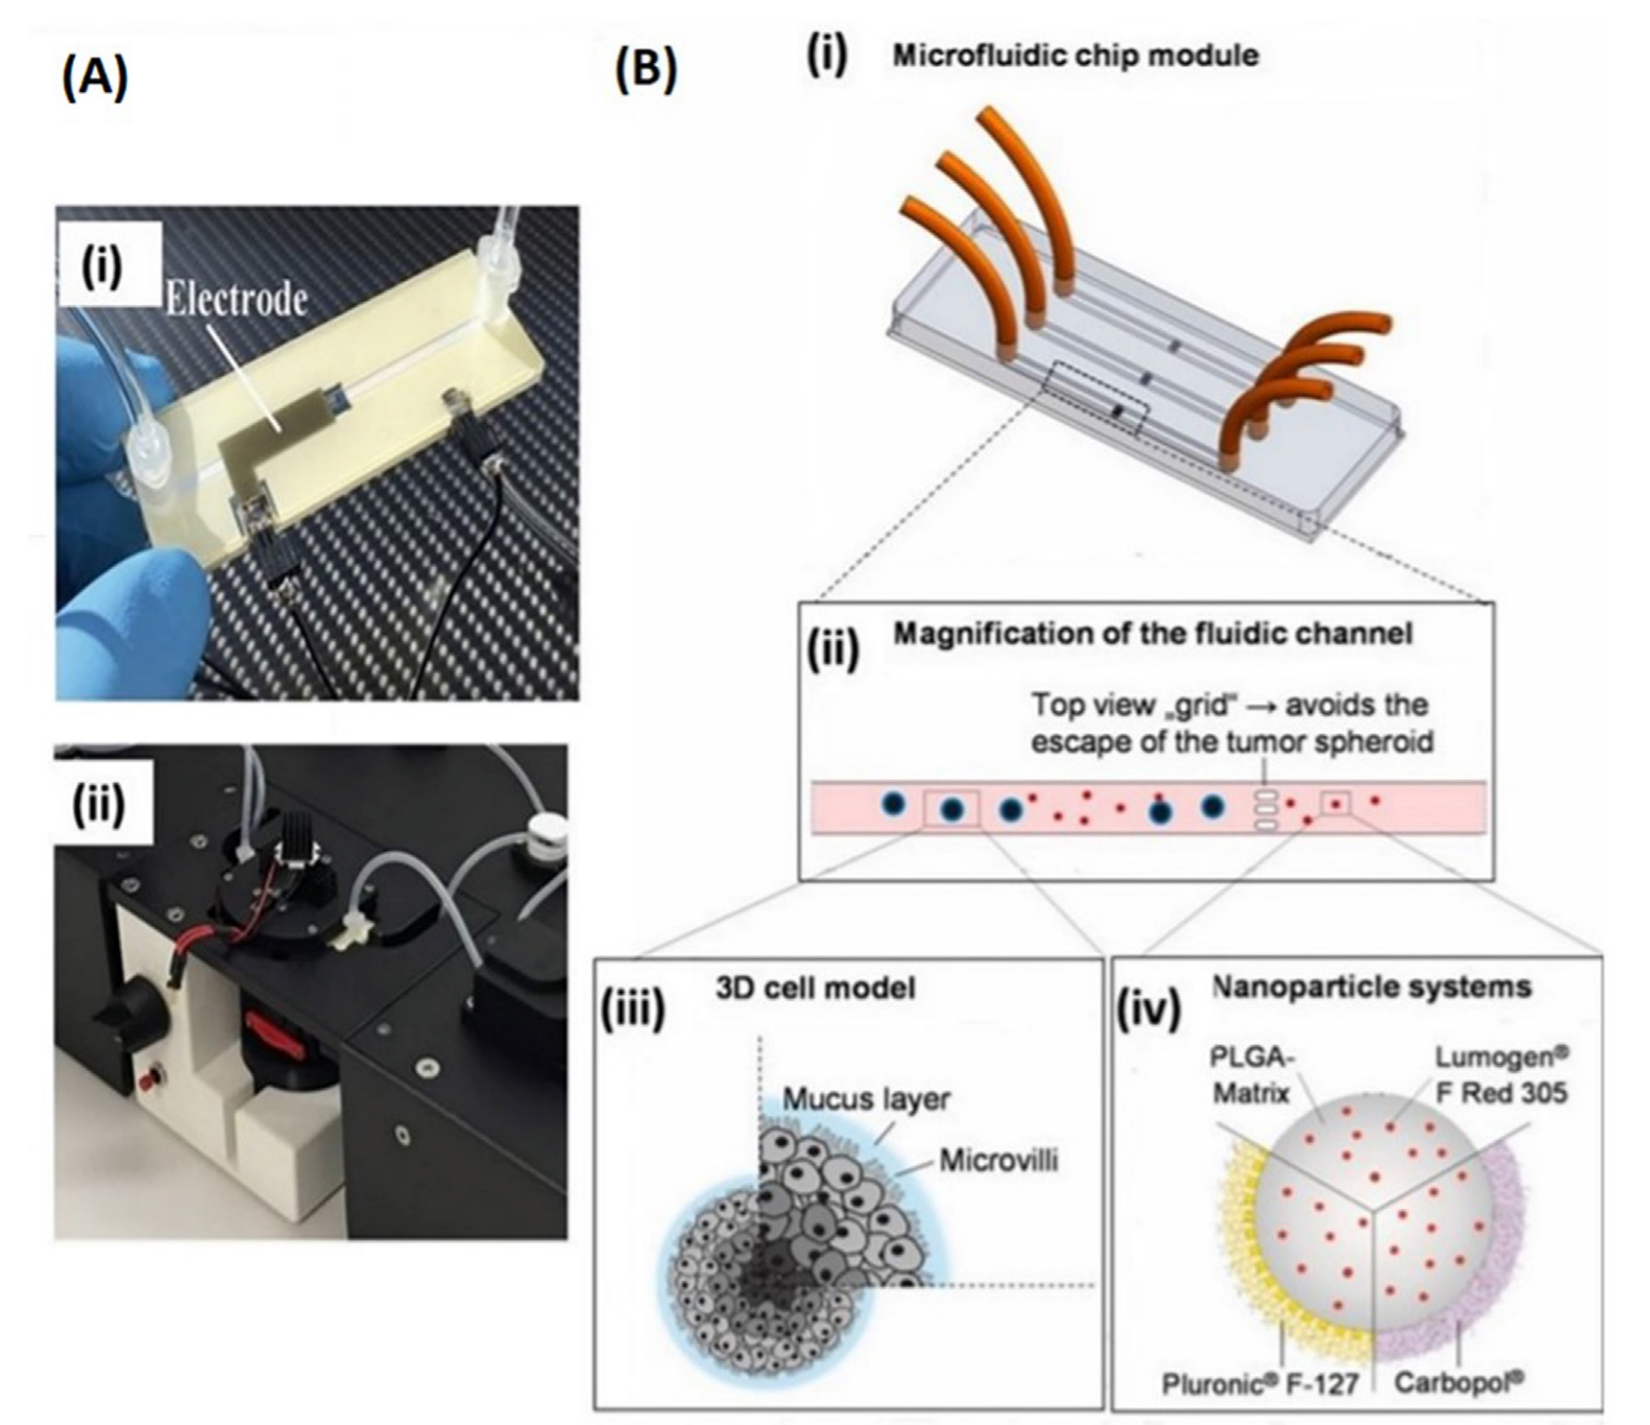 (A)
(i)
Electrode
(ii)
(B)
(i) Microfluidic chip module
(ii) Magnification of the fluidic channel
Top view „grid“ → avoids the
escape of the tumor spheroid
(iii) 3D cell model
Mucus layer
Microvilli
(iv) Nanoparticle systems
PLGA-
Matrix
Lumogen®
F Red 305
Pluronic® F-127
Carbopol®